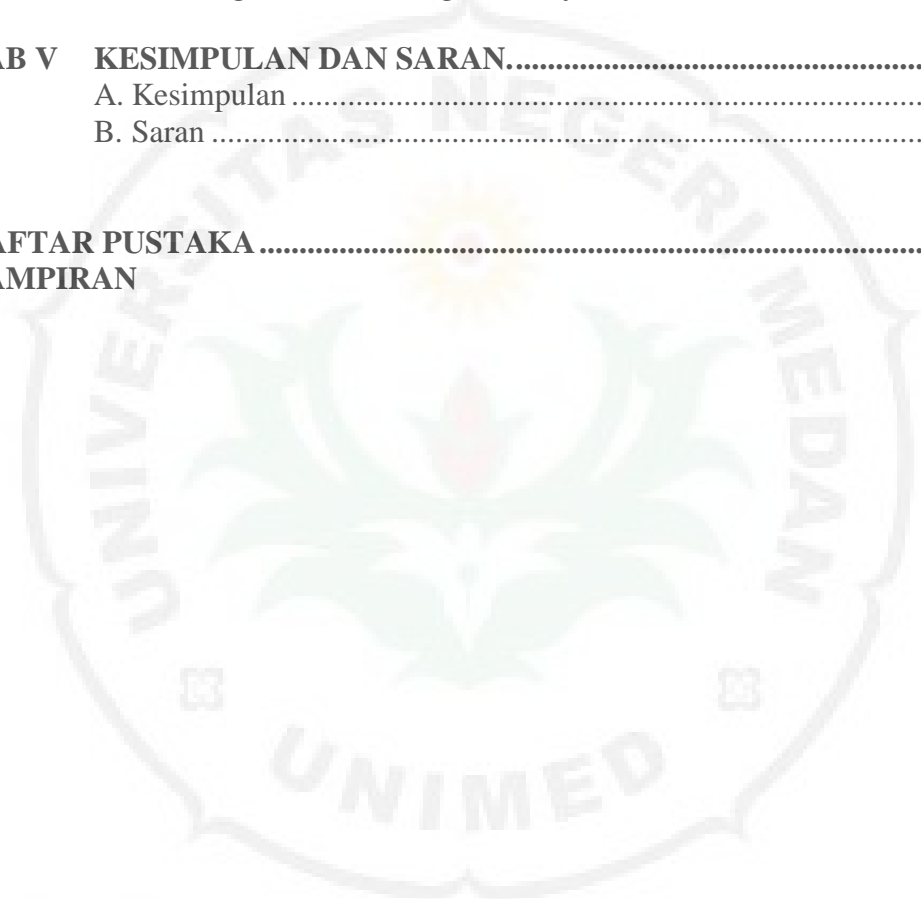 AB V KESIMPULAN DAN SARAN.........................................................
A. Kesimpulan ..................................................................
B. Saran ...........................................................................
AFTAR PUSTAKA .....................................................................
AMPIRAN
UNIVERSITAS NEGERI MEDAN
UNIMED